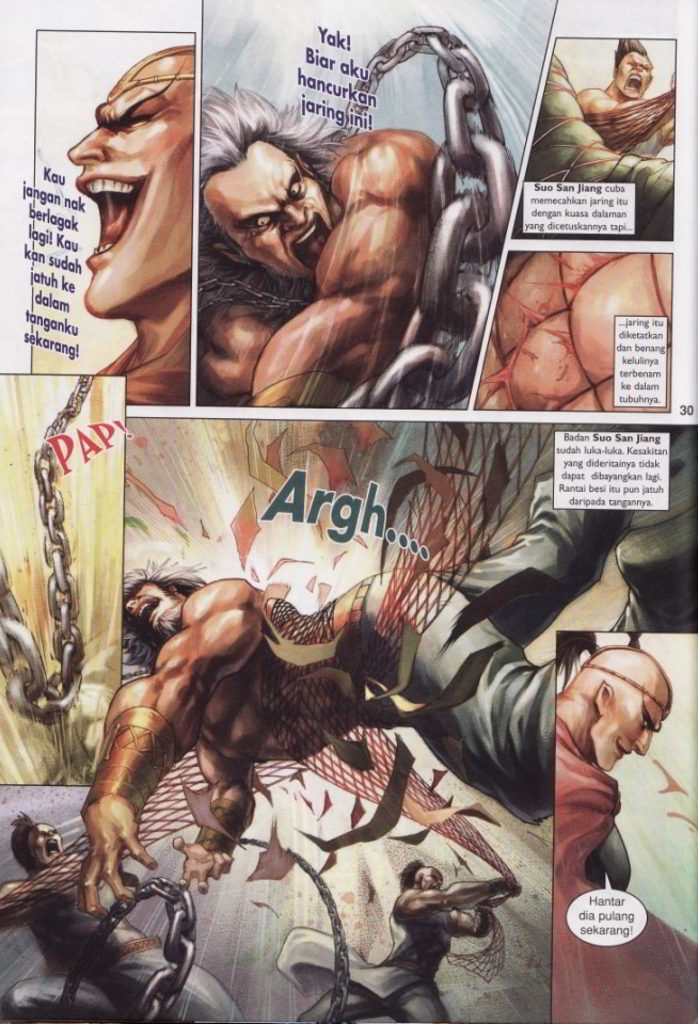 Kau
jangan nak
berlagak
lagi! Kau
kan sudah
jatuh ke
dalam
tanganku
sekarang!
Yak!
Biar aku
hancurkan
jaring ini!
Suo San Jiang cuba
memecahkan jaring itu
dengan kuasa dalaman
yang dicetuskannya tapi...
...jaring itu
diketatkan
dan benang
kelulinya
terbenam
ke dalam
tubuhnya.
30
PAP!
Argh....
Badan Suo San Jiang
sudah luka-luka. Kesakitan
yang dideritainya tidak
dapat dibayangkan lagi.
Rantai besi itu pun jatuh
daripada tangannya.
Hantar
dia pulang
sekarang!